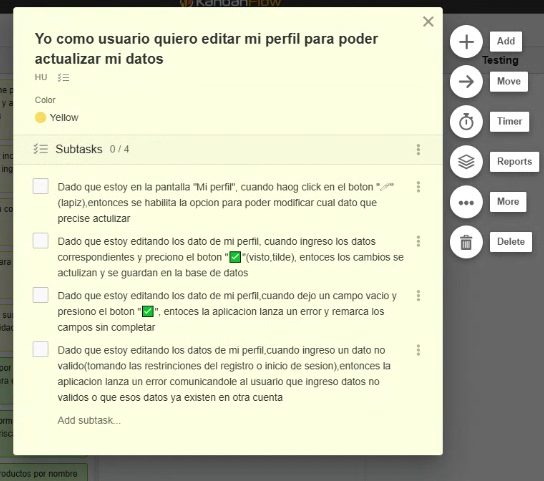 KanbanFlow
Yo como usuario quiero editar mi perfil para poder
actualizar mi datos
HU
Color
Yellow
Subtasks 0 / 4
Dado que estoy en la pantalla "Mi perfil", cuando haog click en el boton "🖊"
(lapiz),entonces se habilita la opcion para poder modificar cual dato que
precise actulizar
Dado que estoy editando los dato de mi perfil, cuando ingreso los datos
correspondientes y preciono el boton "✅"(visto,tilde), entoces los cambios se
actulizan y se guardan en la base de datos
Dado que estoy editando los dato de mi perfil,cuando dejo un campo vacio y
presiono el boton "✅", entoces la aplicacion lanza un error y remarca los
campos sin completar
Dado que estoy editando los datos de mi perfil,cuando ingreso un dato no
valido(tomando las restrinciones del registro o inicio de sesion),entonces la
aplicacion lanza un error comunicandole al usuario que ingreso datos no
validos o que esos datos ya existen en otra cuenta
Add subtask...
Add
Testing
Move
Timer
Reports
More
Delete
roductos por nombre